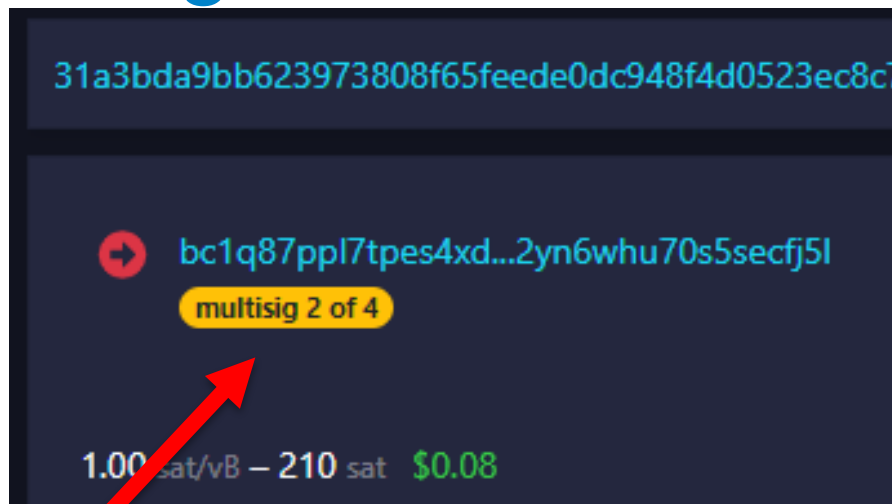 31a3bda9bb623973808f65feede0dc948f4d0523ec8c
bc1q87ppl7tpes4xd...2yn6whu70s5secfj5l
multisig 2 of 4
1.00 sat/vB – 210 sat $0.08